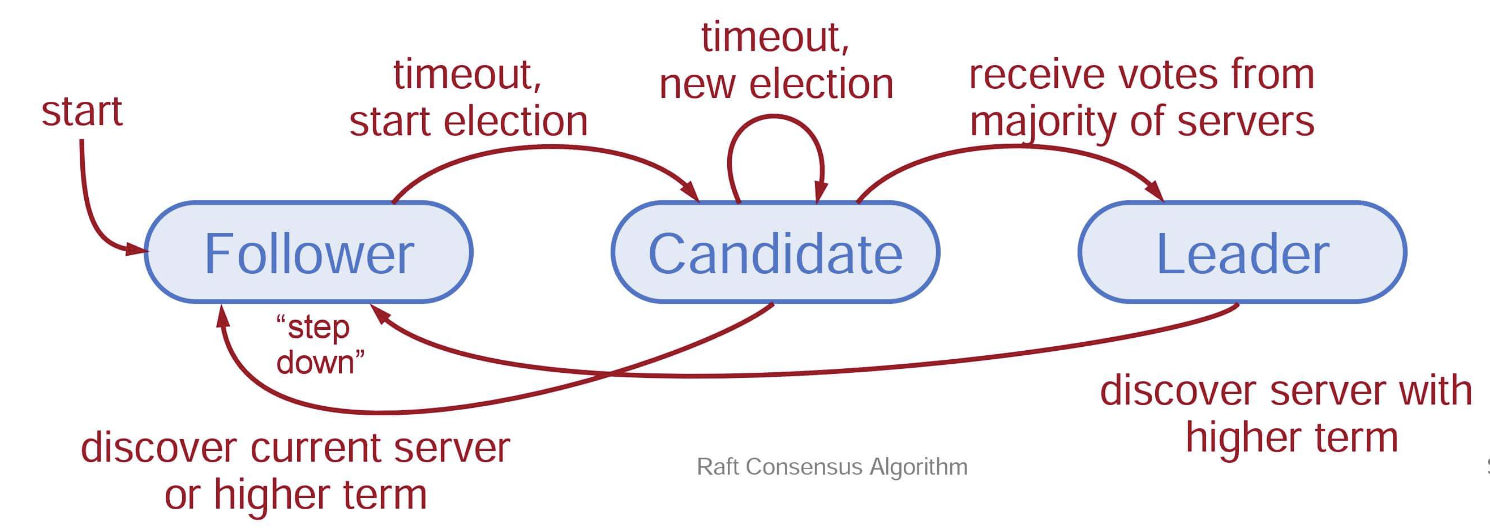 timeout,
new election
timeout,
start election
receive votes from
majority of servers
start
Follower
Candidate
Leader
“step
down”
discover server with
higher term
discover current server
or higher term
Raft Consensus Algorithm